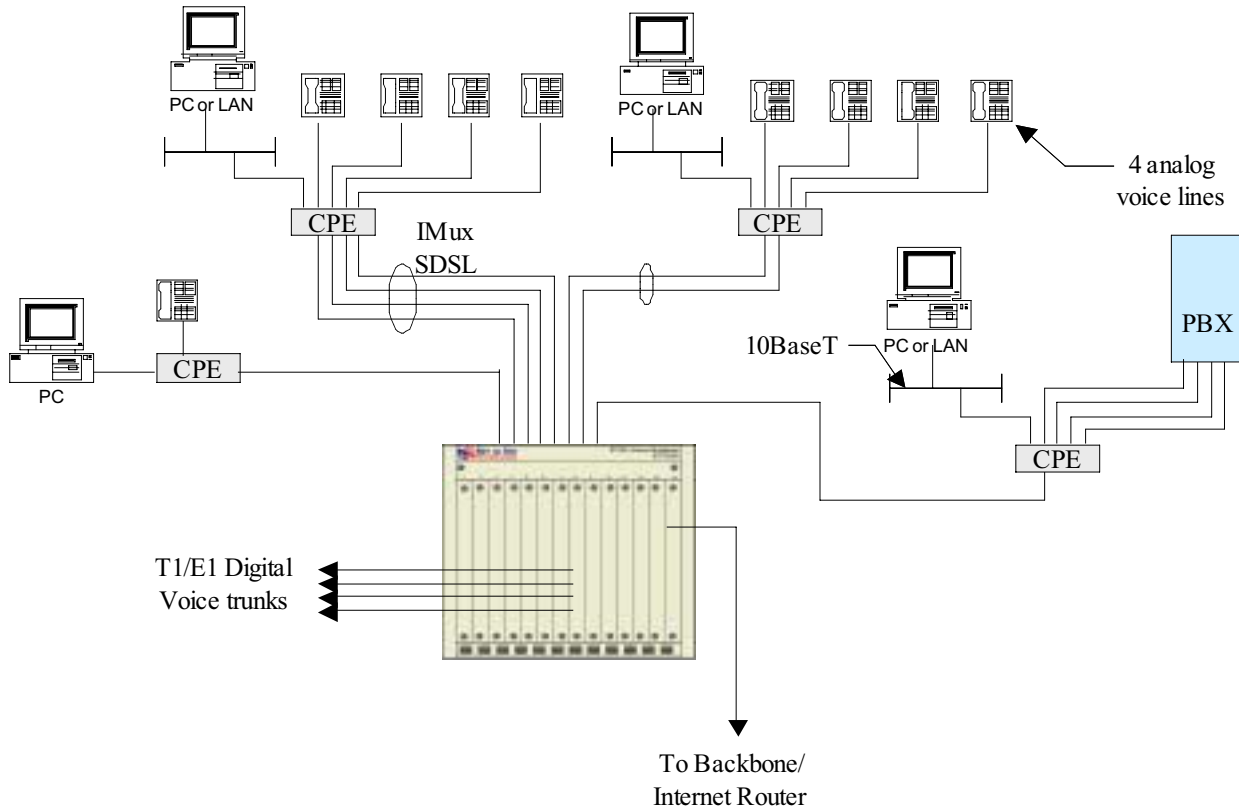 PC or LAN
PC or LAN
4 analog
voice lines
CPE
CPE
IMux
SDSL
PBX
10BaseT
PC or LAN
CPE
PC
CPE
T1/E1 Digital
Voice trunks
To Backbone/
Internet Router